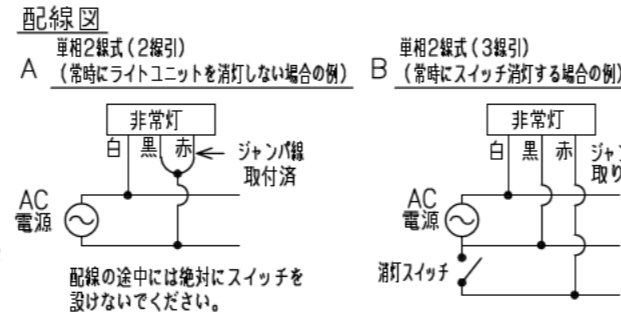 配線図
A 単相2線式(2線引)
(常時にライトユニットを消灯しない場合の例)
非常灯
白 黒 赤
ジャンパ線
取付済
AC
電源
配線の途中には絶対にスイッチを
設けないでください。
B 単相2線式(3線引)
(常時にスイッチ消灯する場合の例)
非常灯
白 黒 赤
ジャン
取り
AC
電源
消灯スイッチ